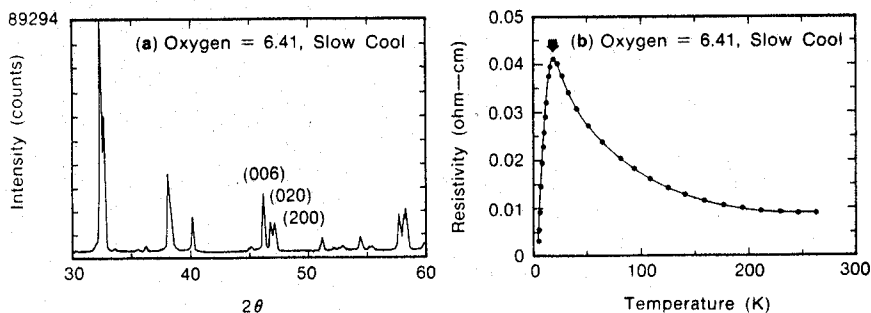 89294
(a) Oxygen = 6.41, Slow Cool
Intensity (counts)
(006)
(020)
(200)
30 40 50 60
2θ
0.05
(b) Oxygen = 6.41, Slow Cool
0.04
0.03
0.02
0.01
0
Resistivity (ohm—cm)
0 100 200 300
Temperature (K)